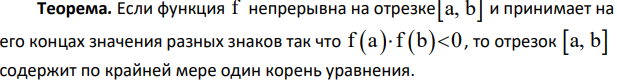 Теорема. Если функция f непрерывна на отрезке[a, b] и принимает на
его концах значения разных знаков так что f(a)·f(b)<0, то отрезок [a, b]
содержит по крайней мере один корень уравнения.